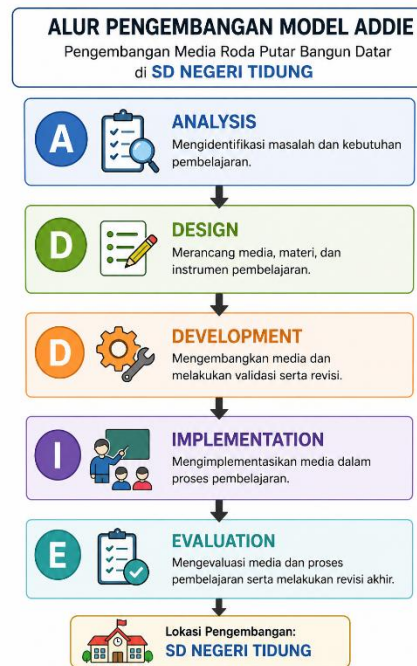 ALUR PENGEMBANGAN MODEL ADDIE
Pengembangan Media Roda Putar Bangun Datar
di SD NEGERI TIDUNG
A
ANALYSIS
Mengidentifikasi masalah dan kebutuhan
pembelajaran.
D
DESIGN
Merancang media, materi, dan
instrumen pembelajaran.
D
DEVELOPMENT
Mengembangkan media dan
melakukan validasi serta revisi.
I
IMPLEMENTATION
Mengimplementasikan media dalam
proses pembelajaran.
E
EVALUATION
Mengevaluasi media dan proses
pembelajaran serta melakukan revisi akhir.
Lokasi Pengembangan:
SD NEGERI TIDUNG